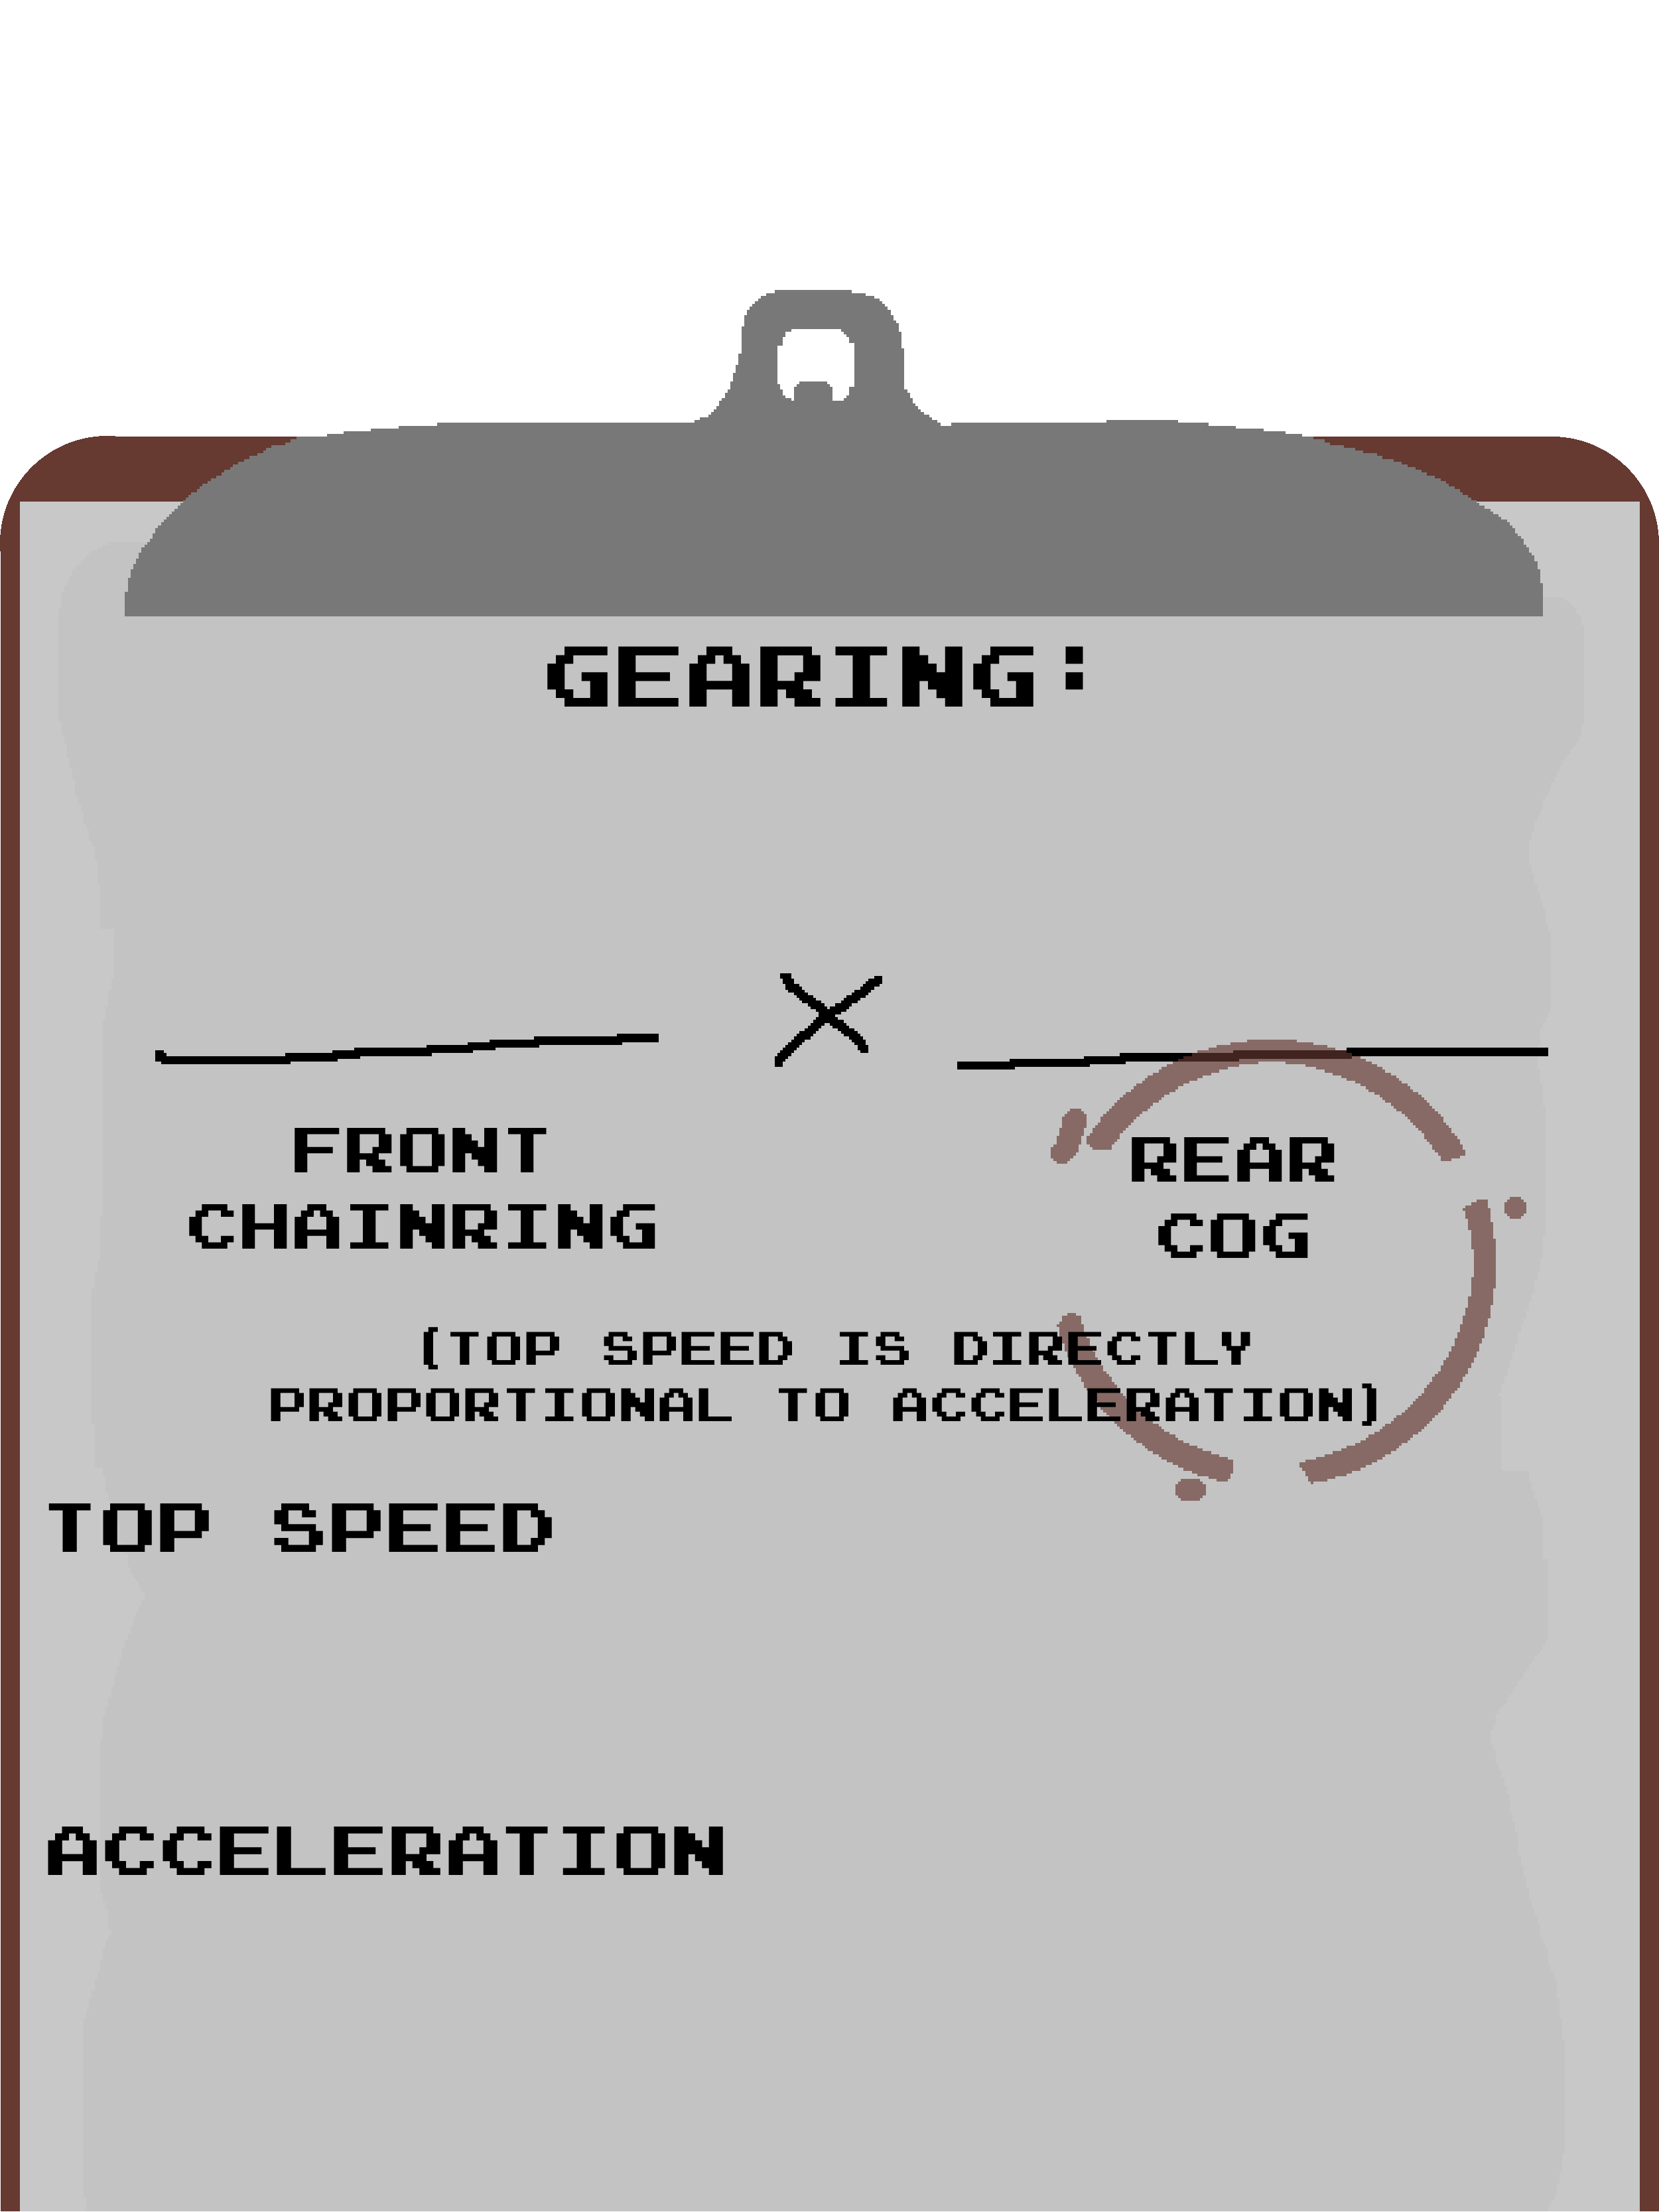 GEARING:
X
FRONT
CHAINRING
REAR
COG
(TOP SPEED IS DIRECTLY
PROPORTIONAL TO ACCELERATION)
TOP SPEED
ACCELERATION